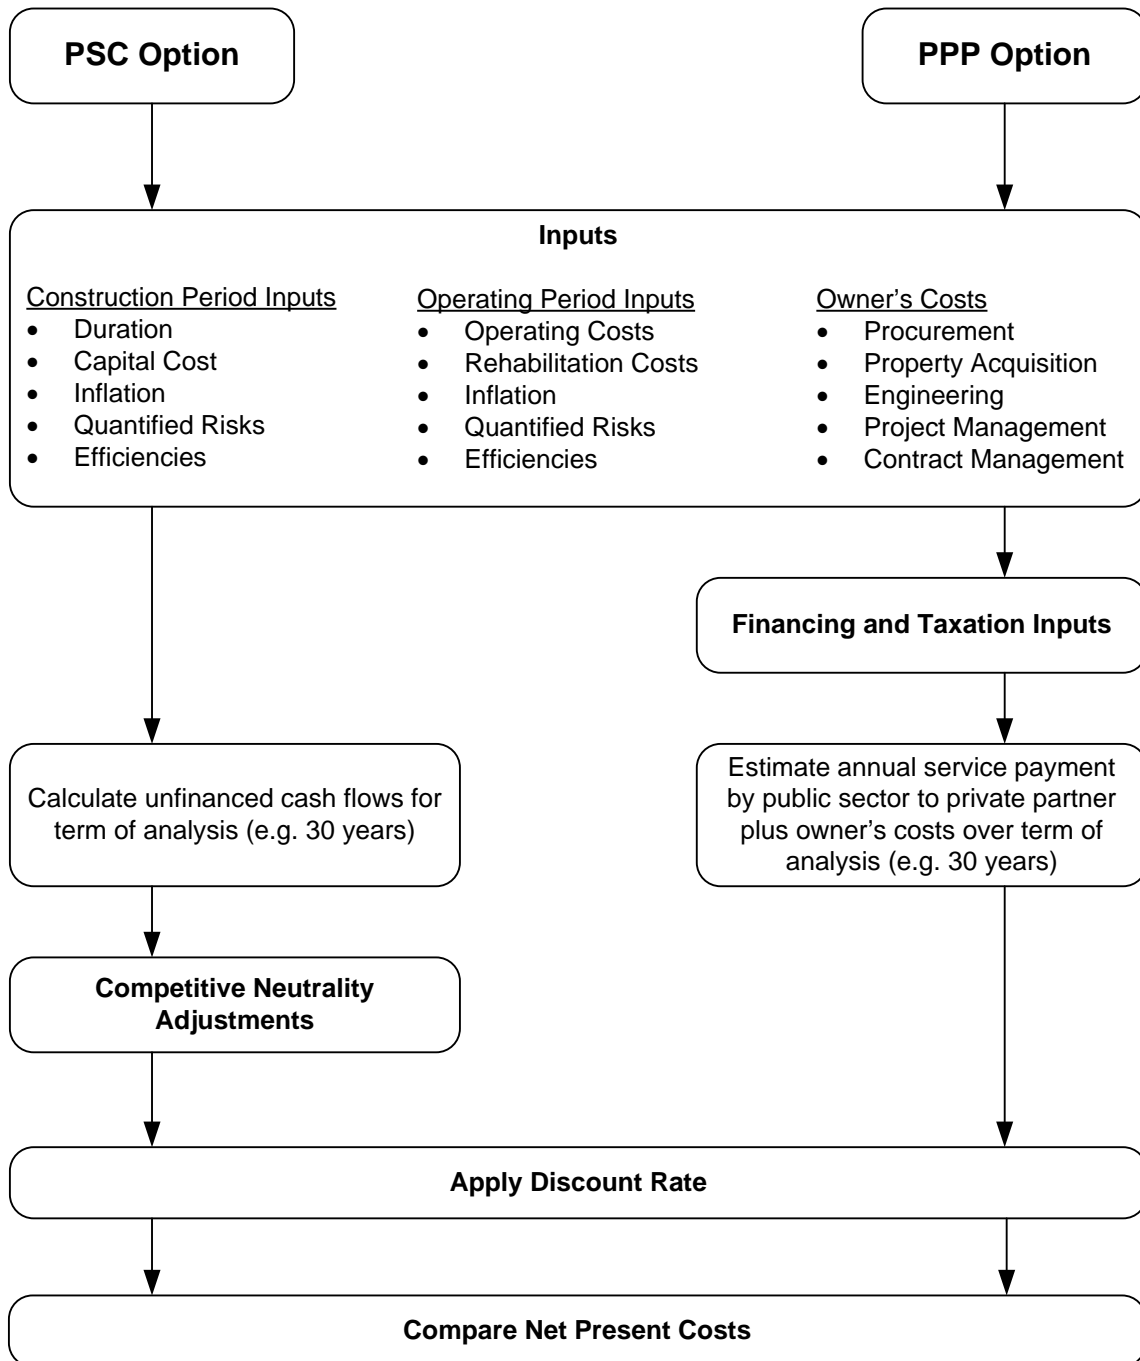 PSC Option
PPP Option
Inputs
Construction Period Inputs
• Duration
• Capital Cost
• Inflation
• Quantified Risks
• Efficiencies
Operating Period Inputs
• Operating Costs
• Rehabilitation Costs
• Inflation
• Quantified Risks
• Efficiencies
Owner's Costs
• Procurement
• Property Acquisition
• Engineering
• Project Management
• Contract Management
Financing and Taxation Inputs
Calculate unfinanced cash flows for
term of analysis (e.g. 30 years)
Estimate annual service payment
by public sector to private partner
plus owner's costs over term of
analysis (e.g. 30 years)
Competitive Neutrality
Adjustments
Apply Discount Rate
Compare Net Present Costs